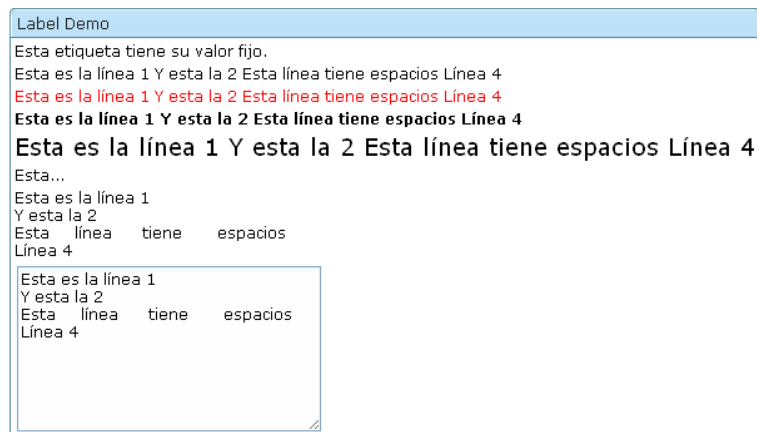 Label Demo
Esta etiqueta tiene su valor fijo.
Esta es la línea 1 Y esta la 2 Esta línea tiene espacios Línea 4
Esta es la línea 1 Y esta la 2 Esta línea tiene espacios Línea 4
Esta es la línea 1 Y esta la 2 Esta línea tiene espacios Línea 4
Esta es la línea 1 Y esta la 2 Esta línea tiene espacios Línea 4
Esta...
Esta es la línea 1
Y esta la 2
Esta    línea    tiene      espacios
Línea 4
Esta es la línea 1
Y esta la 2
Esta    línea    tiene      espacios
Línea 4